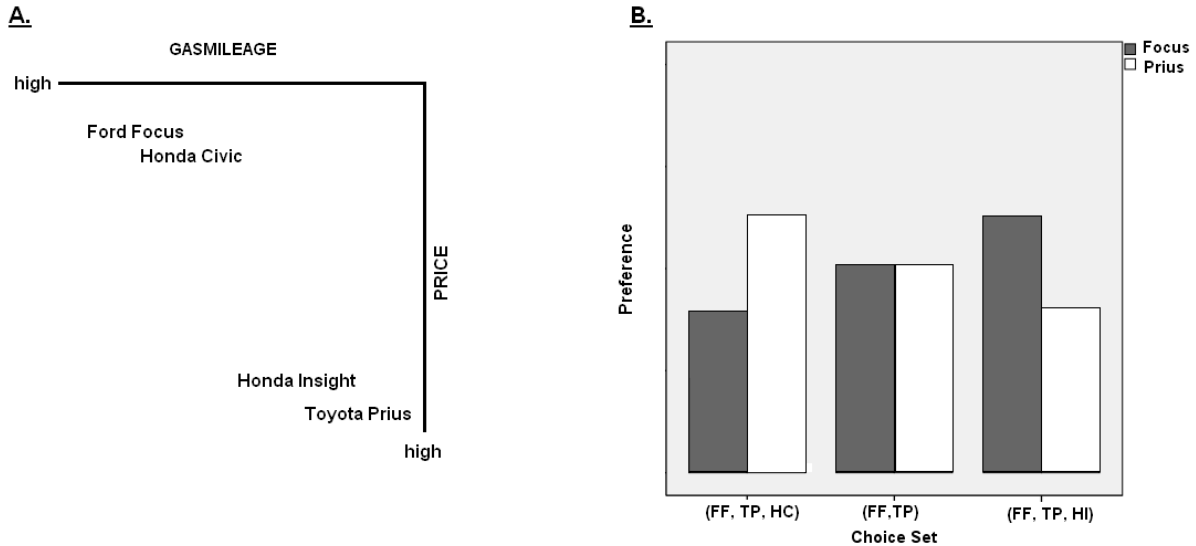 A.
GASMILEAGE
high
Ford Focus
Honda Civic
PRICE
Honda Insight
Toyota Prius
high
B.
Focus
Prius
Preference
(FF, TP, HC)
(FF,TP)
(FF, TP, HI)
Choice Set